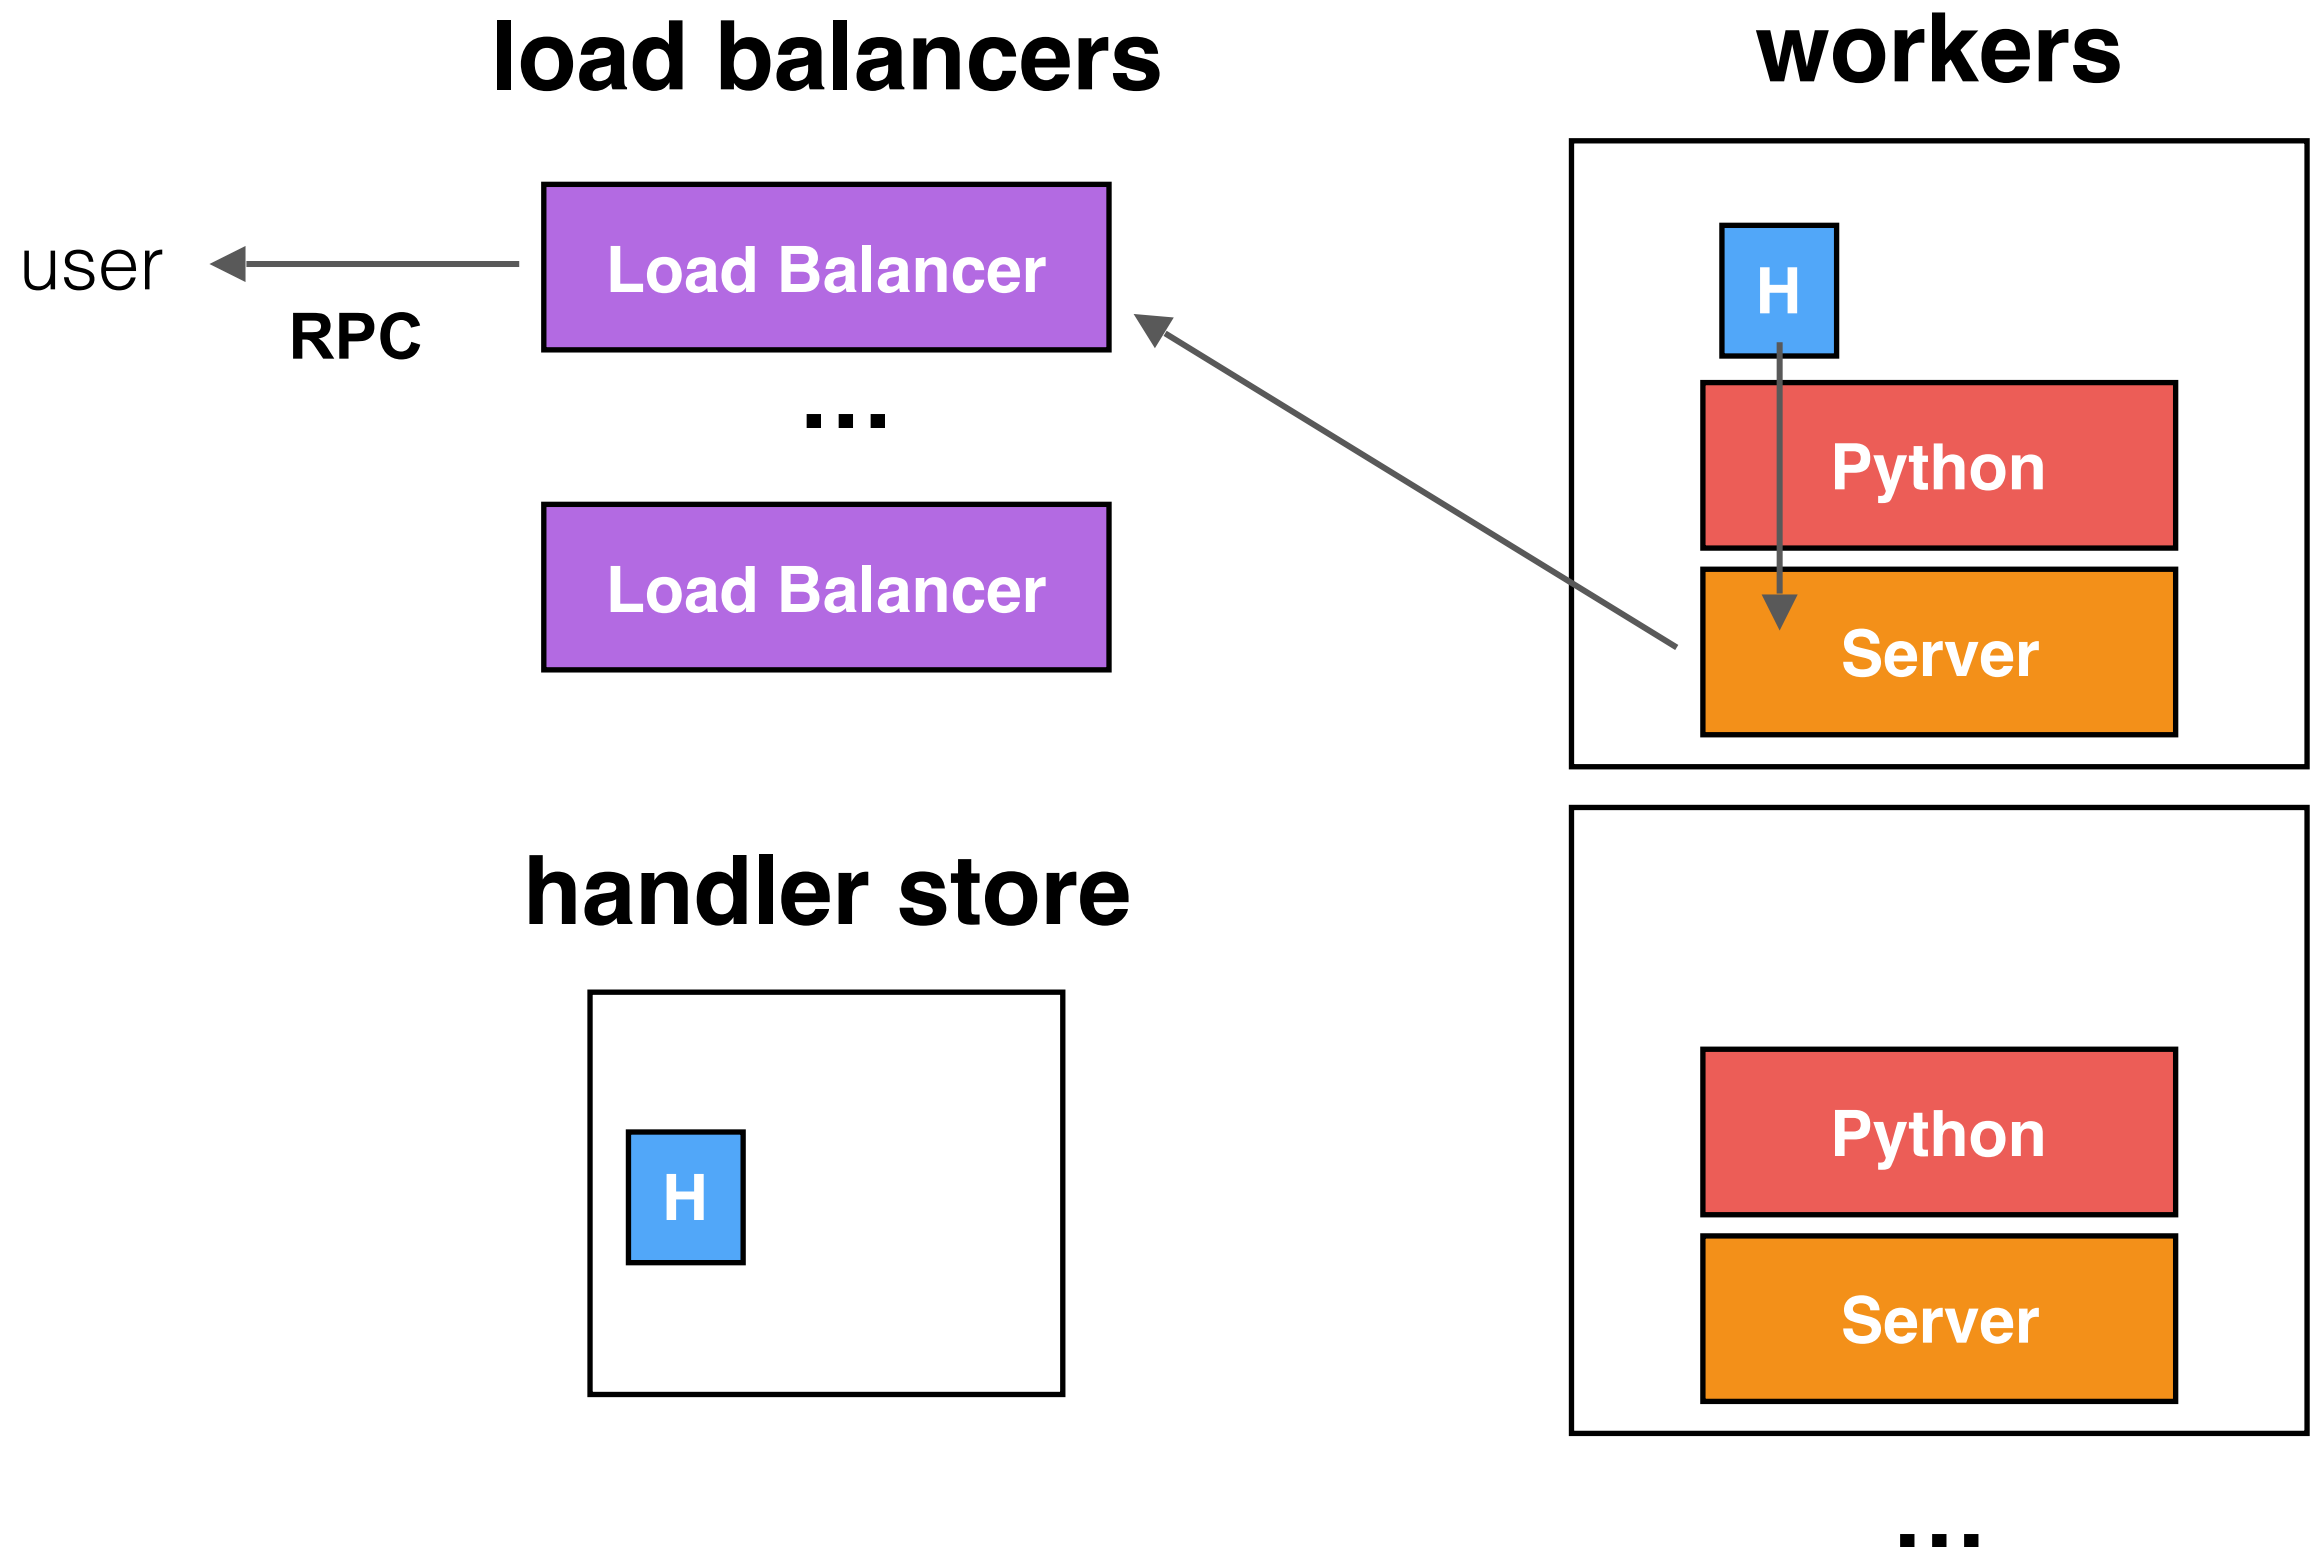 load balancers
workers
user
RPC
Load Balancer
...
Load Balancer
H
Python
Server
handler store
H
Python
Server
...